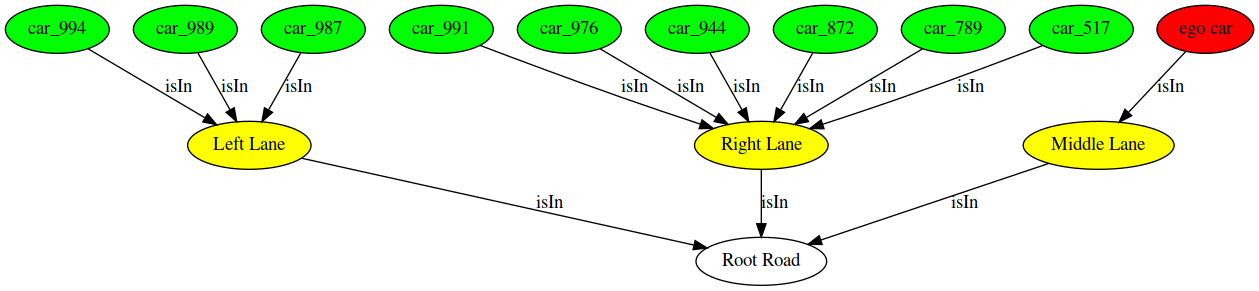 car_994
car_989
car_987
car_991
car_976
car_944
car_872
car_789
car_517
ego car
isIn
isIn
isIn
isIn
isIn
isIn
isIn
isIn
isIn
isIn
Left Lane
Right Lane
Middle Lane
isIn
isIn
isIn
Root Road